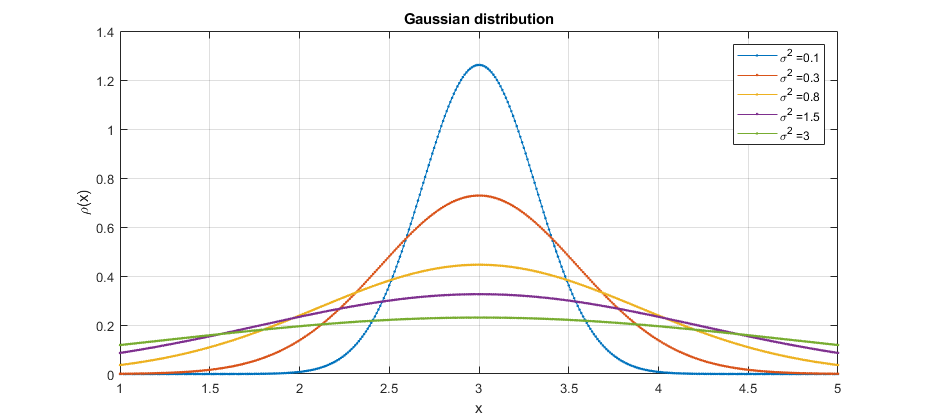 Gaussian distribution
1.4
1.2
1
0.8
0.6
0.4
0.2
0
ρ(x)
σ² =0.1
σ² =0.3
σ² =0.8
σ² =1.5
σ² =3
1 1.5 2 2.5 3 3.5 4 4.5 5
x